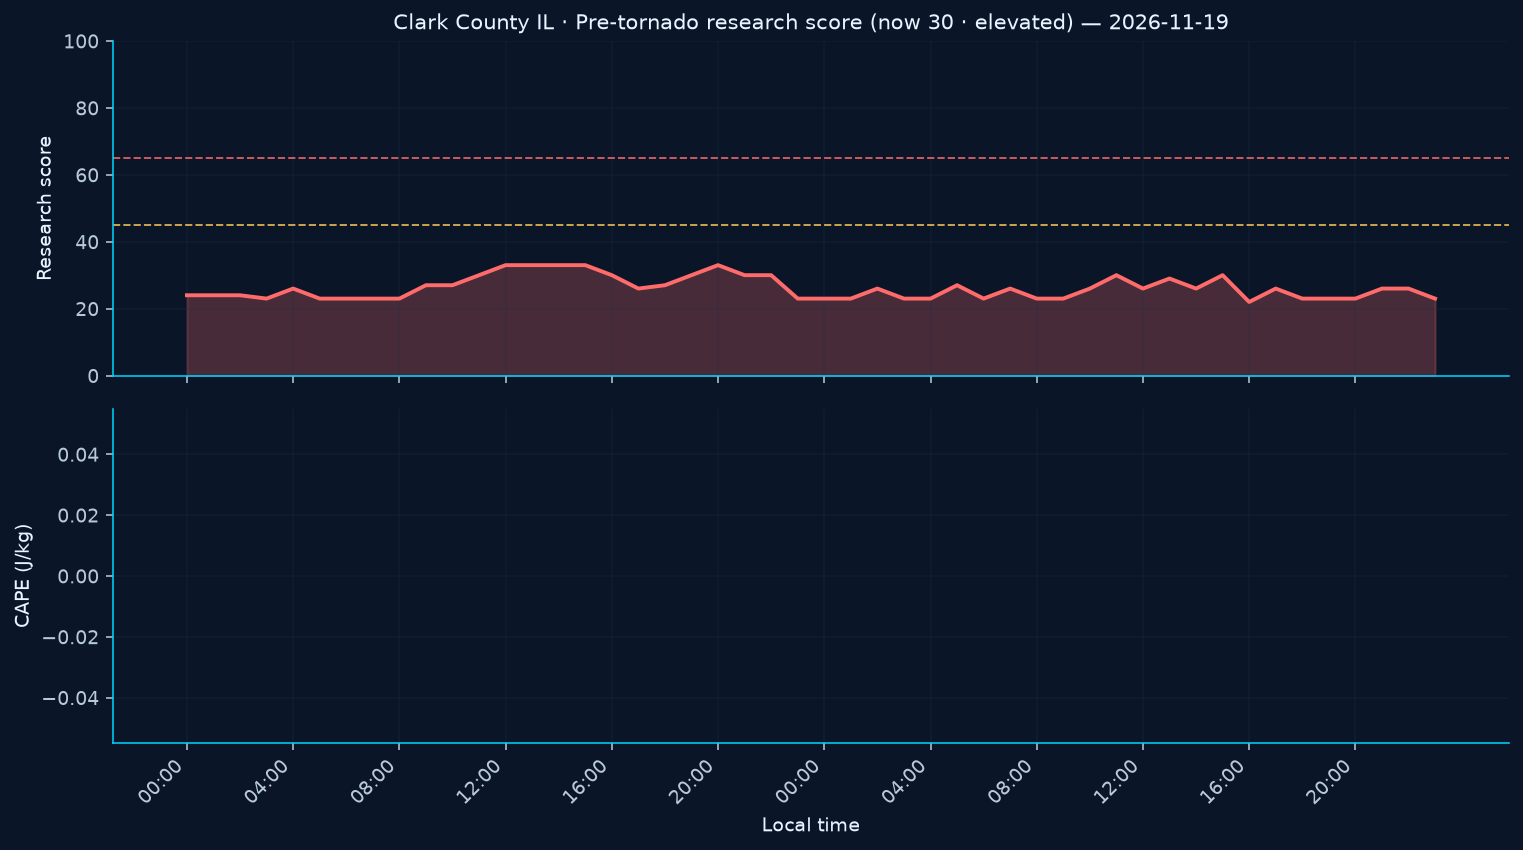 Clark County IL · Pre-tornado research score (now 30 · elevated) — 2026-11-19
Research score
100
80
60
40
20
0
CAPE (J/kg)
0.04
0.02
0.00
−0.02
−0.04
00:00 04:00 08:00 12:00 16:00 20:00 00:00 04:00 08:00 12:00 16:00 20:00
Local time